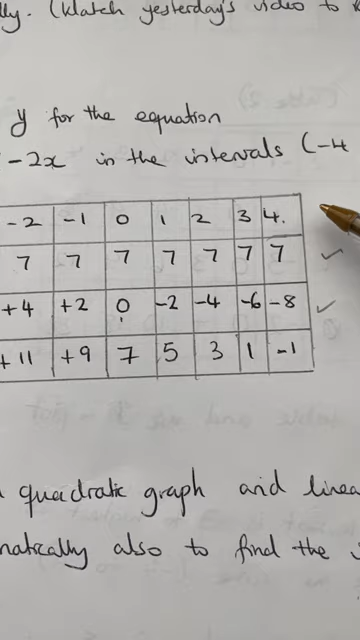 lly. (Watch yesterday's video to
y for the equation
-2x in the intervals (-4
-2 -1 0 1 2 3 4.
7 7 7 7 7 7 7
+4 +2 0 -2 -4 -6 -8
+11 +9 7 5 3 1 -1
quadratic graph and linea
matically also to find the